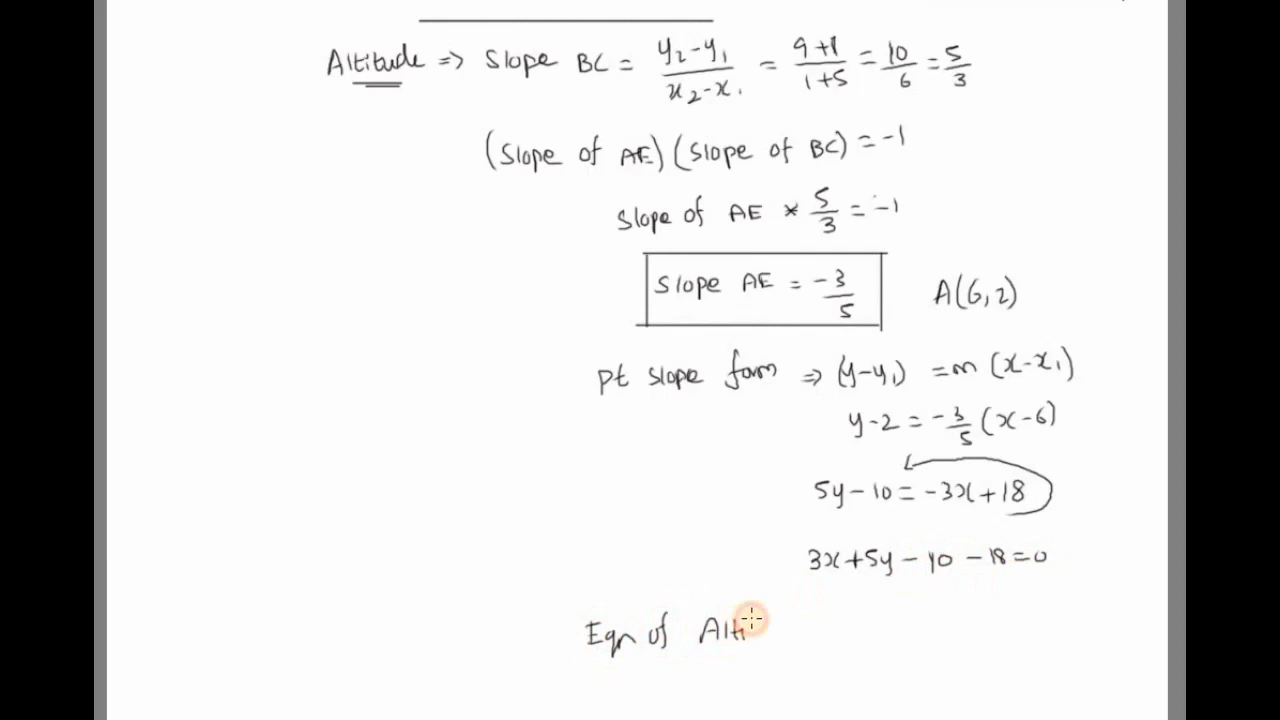 Altitude => Slope BC = y₂-y₁ / x₂-x₁ = 9+1 / 1+5 = 10/6 = 5/3
(Slope of AE) (Slope of BC) = -1
Slope of AE * 5/3 = -1
Slope AE = -3/5 A(6,2)
Pt slope form => (y-y₁) = m (x-x₁)
y-2 = -3/5 (x-6)
5y-10 = -3x+18
3x+5y-10-18=0
Eqn of Alti